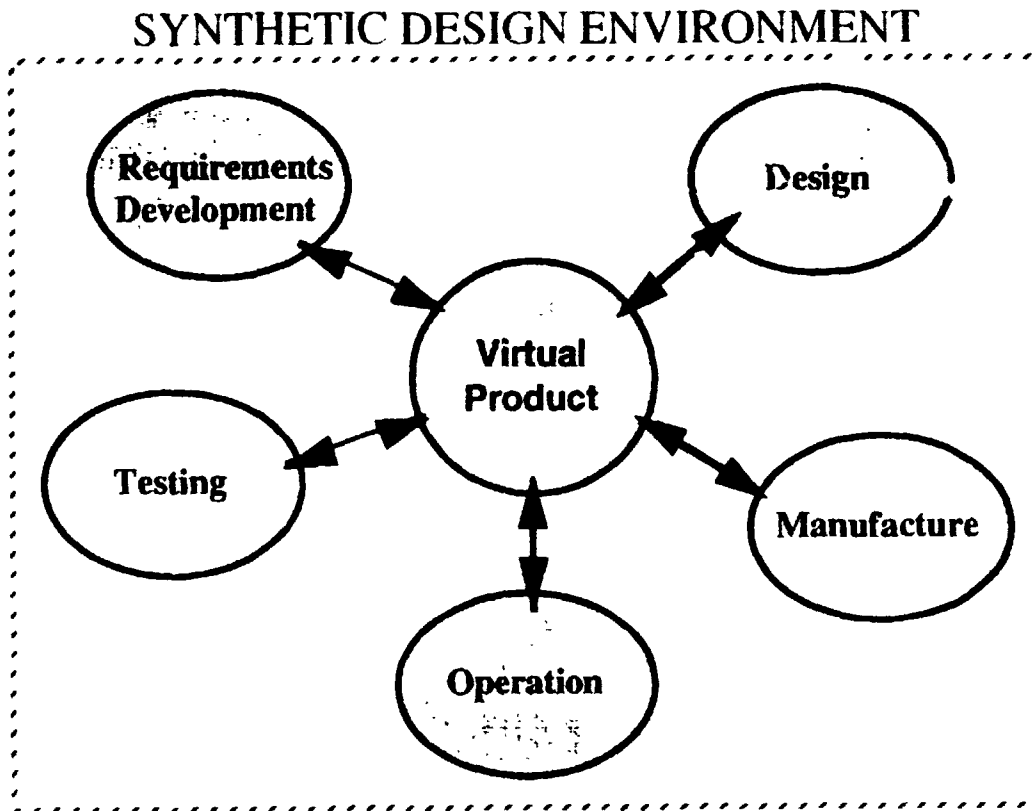 SYNTHETIC DESIGN ENVIRONMENT
Requirements
Development
Design
Virtual
Product
Testing
Manufacture
Operation